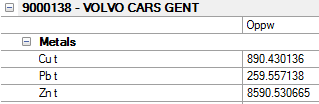 9000138 - VOLVO CARS GENT
Oppw
Metals
Cu t 890.430136
Pb t 259.557138
Zn t 8590.530665